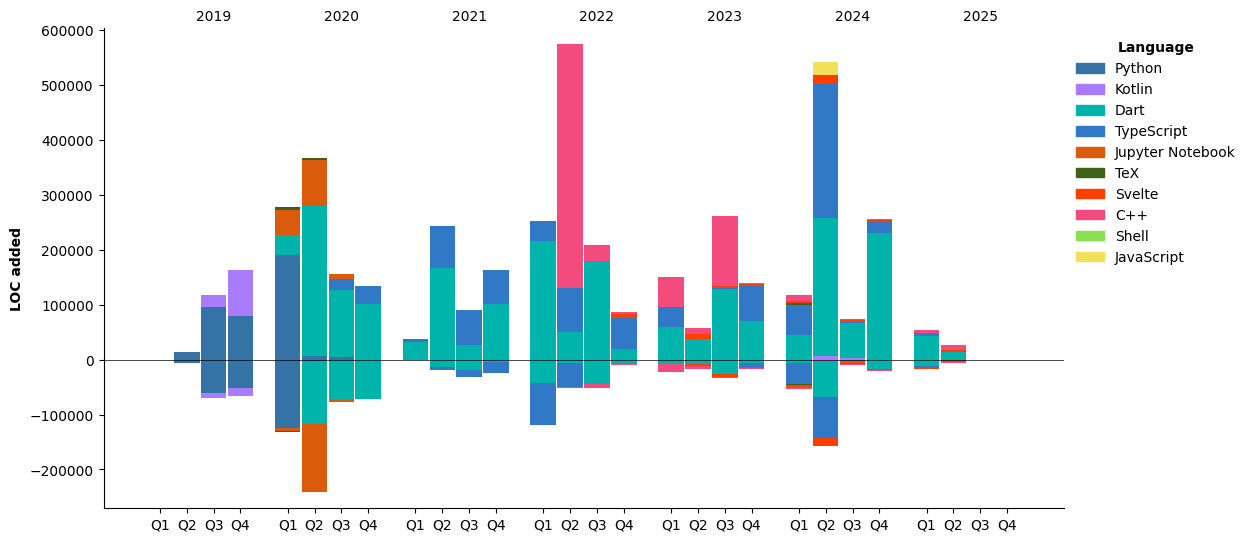 2019 2020 2021 2022 2023 2024 2025
600000
500000
400000
300000
200000
100000
0
−100000
−200000
LOC added
Q1 Q2 Q3 Q4 Q1 Q2 Q3 Q4 Q1 Q2 Q3 Q4 Q1 Q2 Q3 Q4 Q1 Q2 Q3 Q4 Q1 Q2 Q3 Q4 Q1 Q2 Q3 Q4
Language
Python
Kotlin
Dart
TypeScript
Jupyter Notebook
TeX
Svelte
C++
Shell
JavaScript